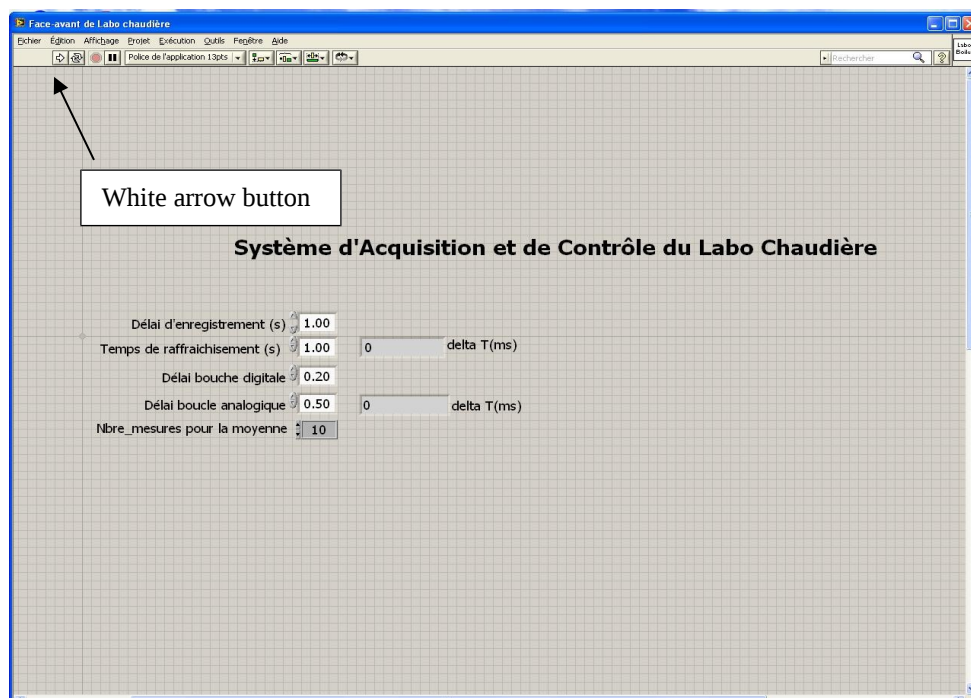 Face-avant de Labo chaudière
Fichier Édition Affichage Projet Exécution Outils Fenêtre Aide
Police de l'application 13pts
Rechercher
Labo
White arrow button
Système d'Acquisition et de Contrôle du Labo Chaudière
Délai d'enregistrement (s) 1.00
Temps de raffraichisement (s) 1.00 0 delta T(ms)
Délai bouche digitale 0.20
Délai boucle analogique 0.50 0 delta T(ms)
Nbre_mesures pour la moyenne 10